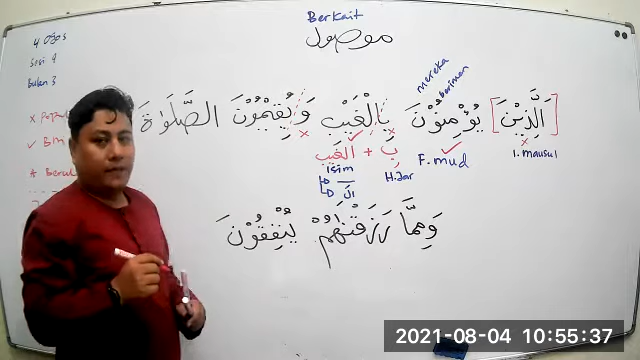 Berkait
موصول
4 Ogos
Sesi 4
Bulan 3
mereka
beriman
[الَّذِيْنَ] يُؤْمِنُوْنَ بِالْغَيْبِ وَيُقِيْمُوْنَ الصَّلَوٰةَ
x
x
x
✓ BM
بِ + الْغَيْبِ
I. mausul
F. mud
H. Jar
isim
ال
وَمِمَّا رَزَقْنٰهُمْ يُنْفِقُوْنَ
2021-08-04 10:55:37